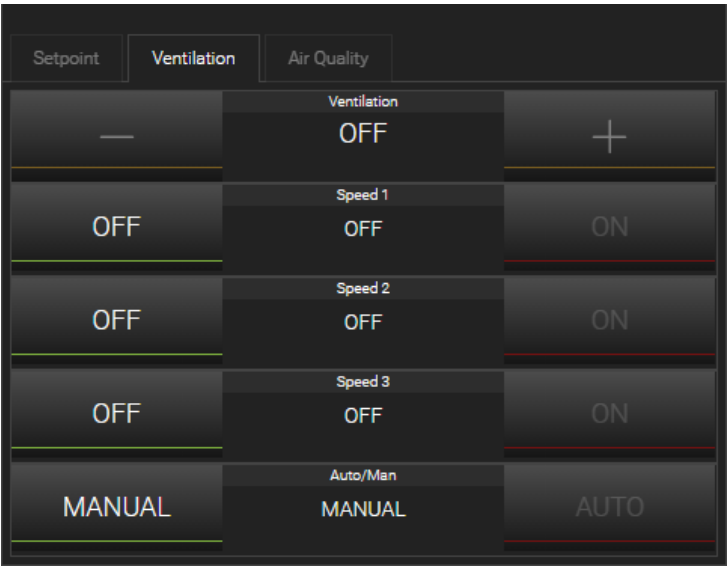 Setpoint Ventilation Air Quality
Ventilation
— OFF +
Speed 1
OFF OFF ON
Speed 2
OFF OFF ON
Speed 3
OFF OFF ON
Auto/Man
MANUAL MANUAL AUTO